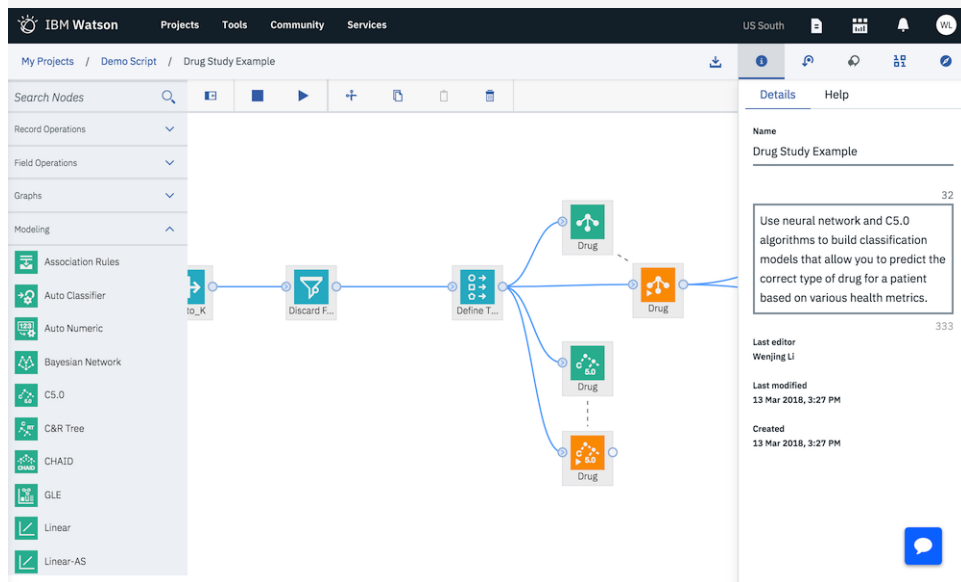 IBM Watson Projects Tools Community Services US South WL
My Projects / Demo Script / Drug Study Example
Search Nodes
Record Operations
Field Operations
Graphs
Modeling
Association Rules
Auto Classifier
Auto Numeric
Bayesian Network
C5.0
C&R Tree
CHAID
GLE
Linear
Linear-AS
to_K
Discard F...
Define T...
Drug
Drug
5.0
Drug
C 5.0
Drug
Details Help
Name
Drug Study Example
32
Use neural network and C5.0
algorithms to build classification
models that allow you to predict the
correct type of drug for a patient
based on various health metrics.
333
Last editor
Wenjing Li
Last modified
13 Mar 2018, 3:27 PM
Created
13 Mar 2018, 3:27 PM